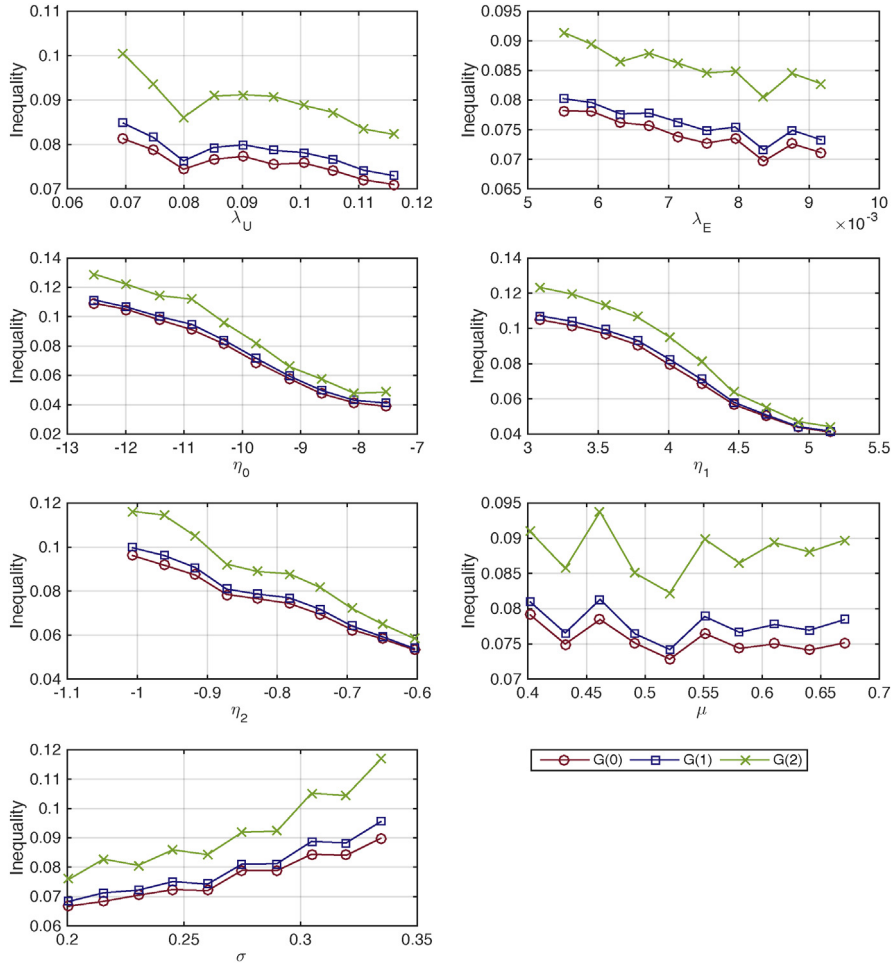 0.11
0.1
0.09
0.08
0.07
Inequality
0.06 0.07 0.08 0.09 0.1 0.11 0.12
λ_U
0.095
0.09
0.085
0.08
0.075
0.07
0.065
Inequality
5 6 7 8 9 10
×10⁻³
λ_E
0.14
0.12
0.1
0.08
0.06
0.04
0.02
Inequality
-13 -12 -11 -10 -9 -8 -7
η₀
0.14
0.12
0.1
0.08
0.06
0.04
Inequality
3 3.5 4 4.5 5 5.5
η₁
0.12
0.1
0.08
0.06
0.04
Inequality
-1.1 -1 -0.9 -0.8 -0.7 -0.6
η₂
0.095
0.09
0.085
0.08
0.075
0.07
Inequality
0.4 0.45 0.5 0.55 0.6 0.65 0.7
μ
0.12
0.11
0.1
0.09
0.08
0.07
0.06
Inequality
0.2 0.25 0.3 0.35
σ
G(0) G(1) G(2)